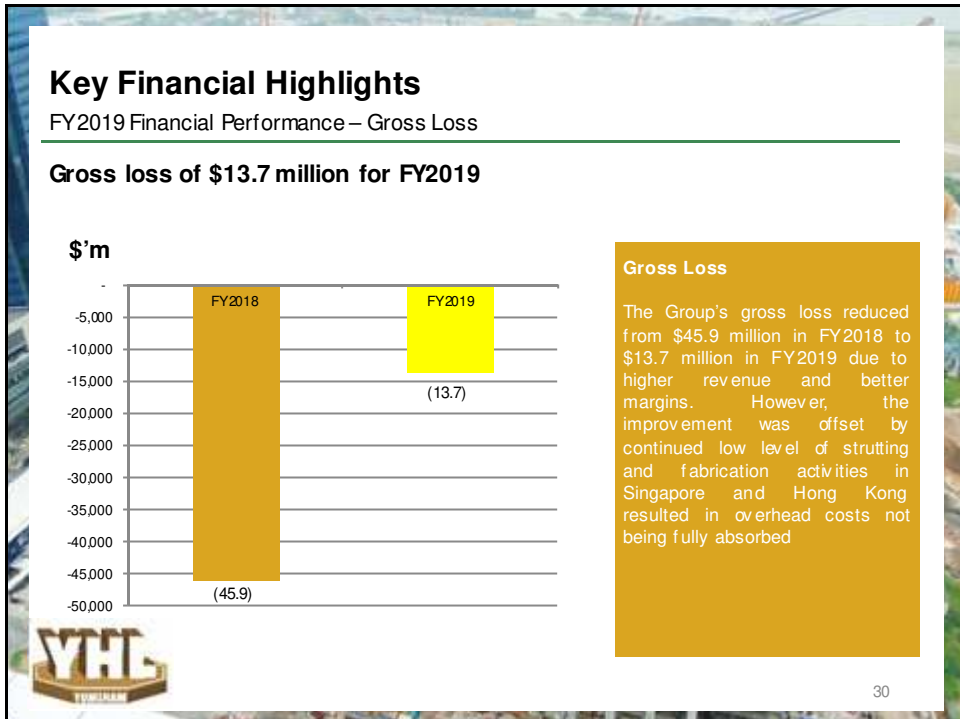 Key Financial Highlights
FY2019 Financial Performance – Gross Loss
Gross loss of $13.7 million for FY2019
$'m
-
-5,000
-10,000
-15,000
-20,000
-25,000
-30,000
-35,000
-40,000
-45,000
-50,000
FY2018
FY2019
(13.7)
(45.9)
Gross Loss
The Group's gross loss reduced
from $45.9 million in FY2018 to
$13.7 million in FY2019 due to
higher revenue and better
margins. However, the
improvement was offset by
continued low level of strutting
and fabrication activities in
Singapore and Hong Kong
resulted in overhead costs not
being fully absorbed
YHL
YONGNAM
30